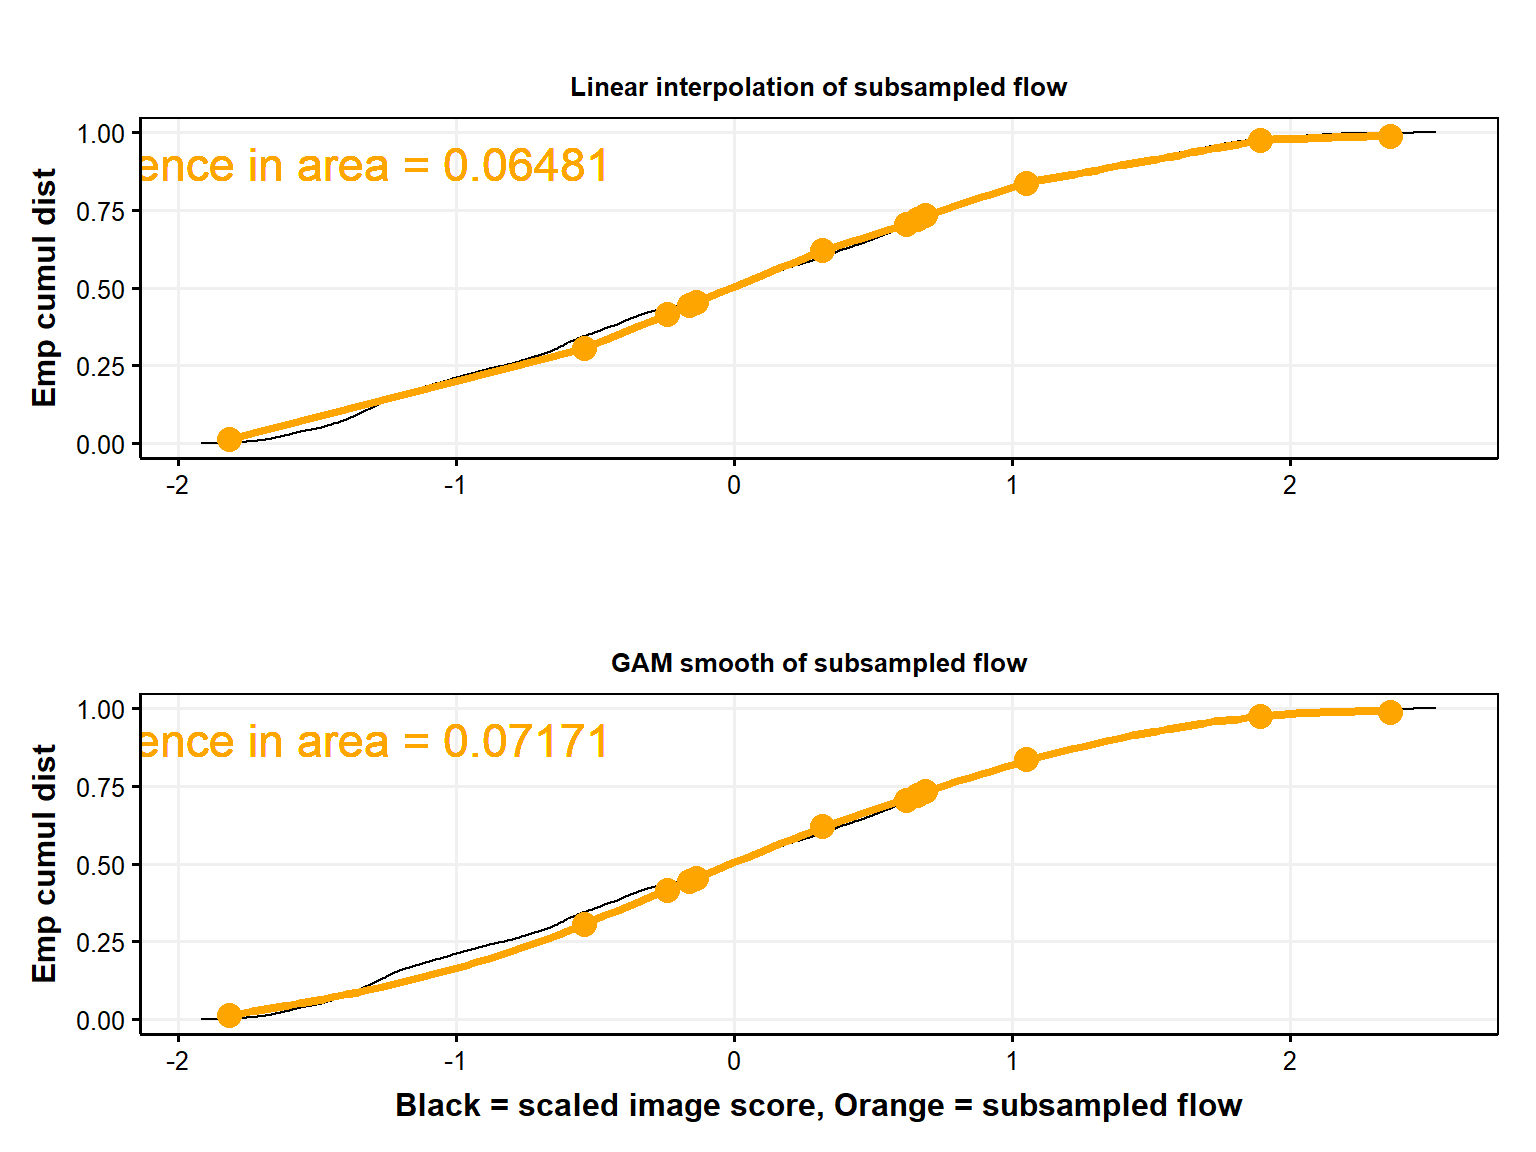 Linear interpolation of subsampled flow
1.00
ence in area = 0.06481
0.75
0.50
0.25
0.00
Emp cumul dist
-2 -1 0 1 2
GAM smooth of subsampled flow
1.00
ence in area = 0.07171
0.75
0.50
0.25
0.00
Emp cumul dist
-2 -1 0 1 2
Black = scaled image score, Orange = subsampled flow